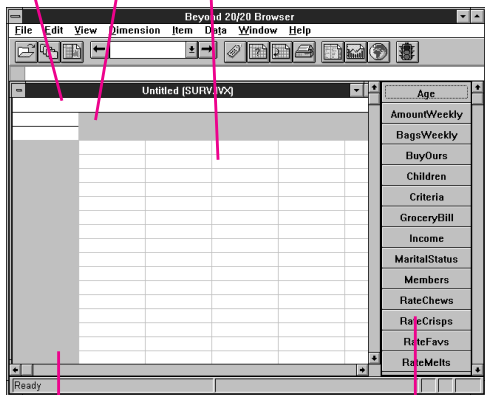 Beyond 20/20 Browser
File Edit View Dimension Item Data Window Help
Untitled (SURV.IVX)
Age
AmountWeekly
BagsWeekly
BuyOurs
Children
Criteria
GroceryBill
Income
MaritalStatus
Members
RateChews
RateCrisps
RateFavs
RateMelts
Ready